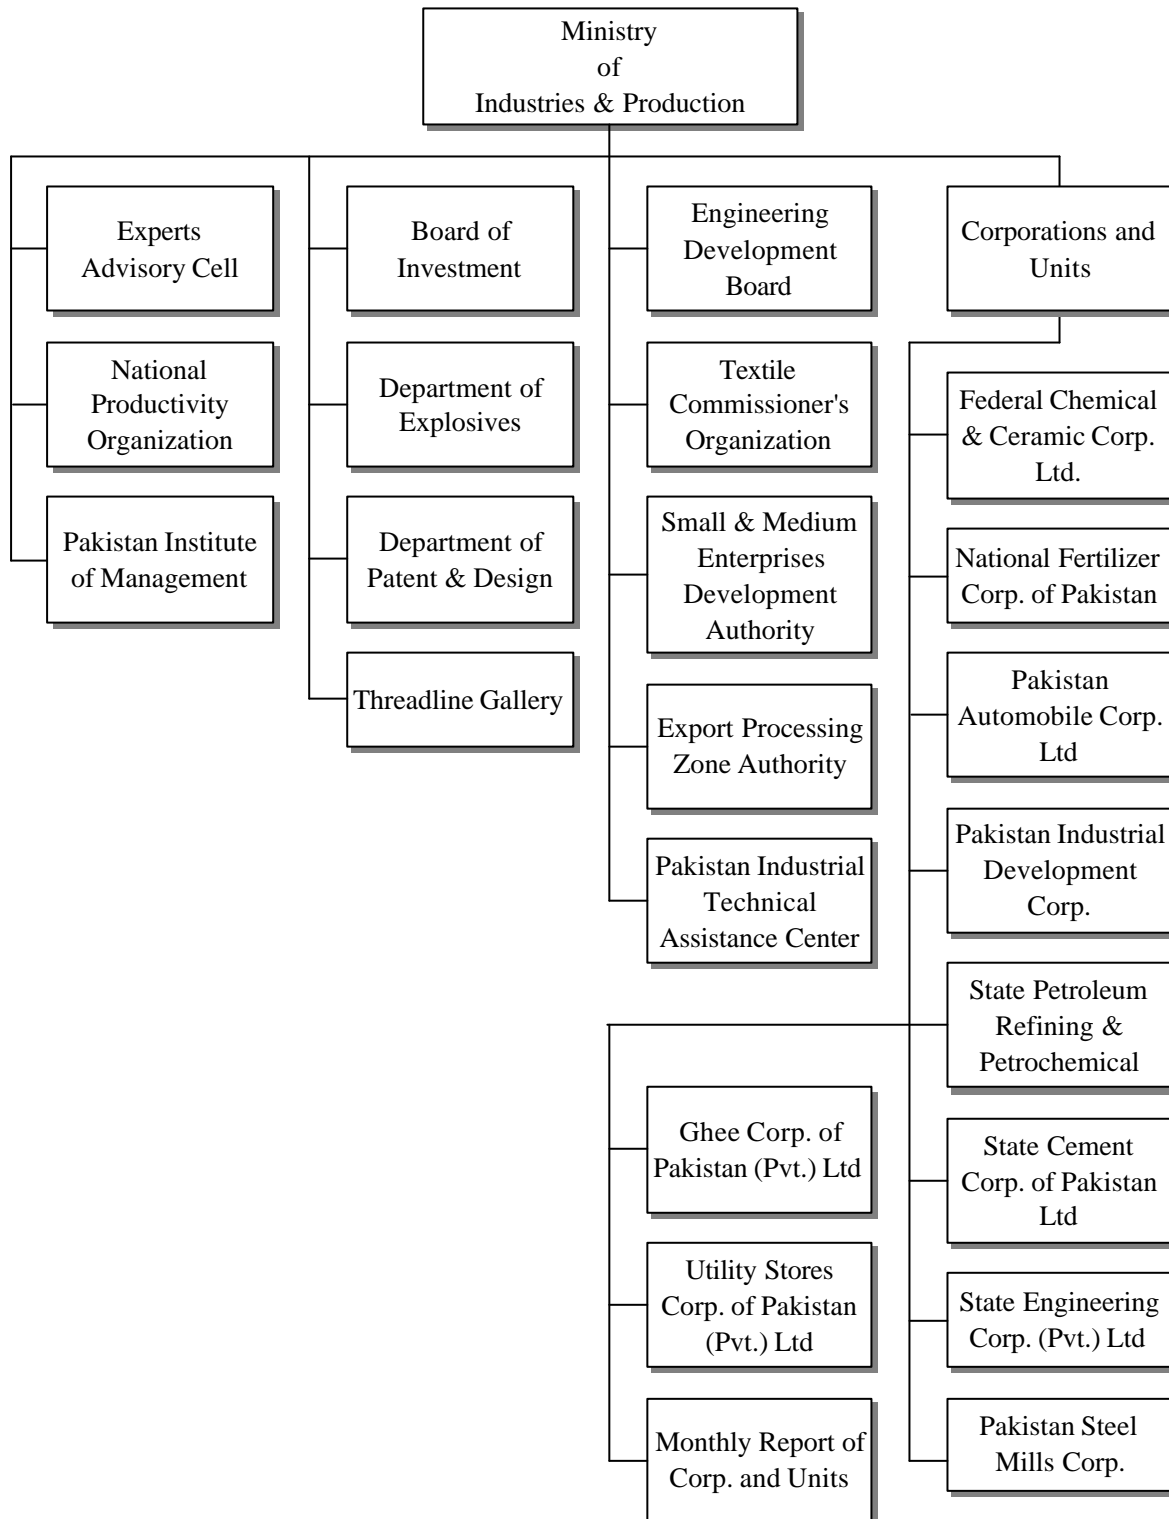 Ministry
of
Industries & Production
Experts
Advisory Cell
National
Productivity
Organization
Pakistan Institute
of Management
Board of
Investment
Department of
Explosives
Department of
Patent & Design
Threadline Gallery
Engineering
Development
Board
Textile
Commissioner's
Organization
Small & Medium
Enterprises
Development
Authority
Export Processing
Zone Authority
Pakistan Industrial
Technical
Assistance Center
Corporations and
Units
Federal Chemical
& Ceramic Corp.
Ltd.
National Fertilizer
Corp. of Pakistan
Pakistan
Automobile Corp.
Ltd
Pakistan Industrial
Development
Corp.
State Petroleum
Refining &
Petrochemical
State Cement
Corp. of Pakistan
Ltd
State Engineering
Corp. (Pvt.) Ltd
Pakistan Steel
Mills Corp.
Ghee Corp. of
Pakistan (Pvt.) Ltd
Utility Stores
Corp. of Pakistan
(Pvt.) Ltd
Monthly Report of
Corp. and Units